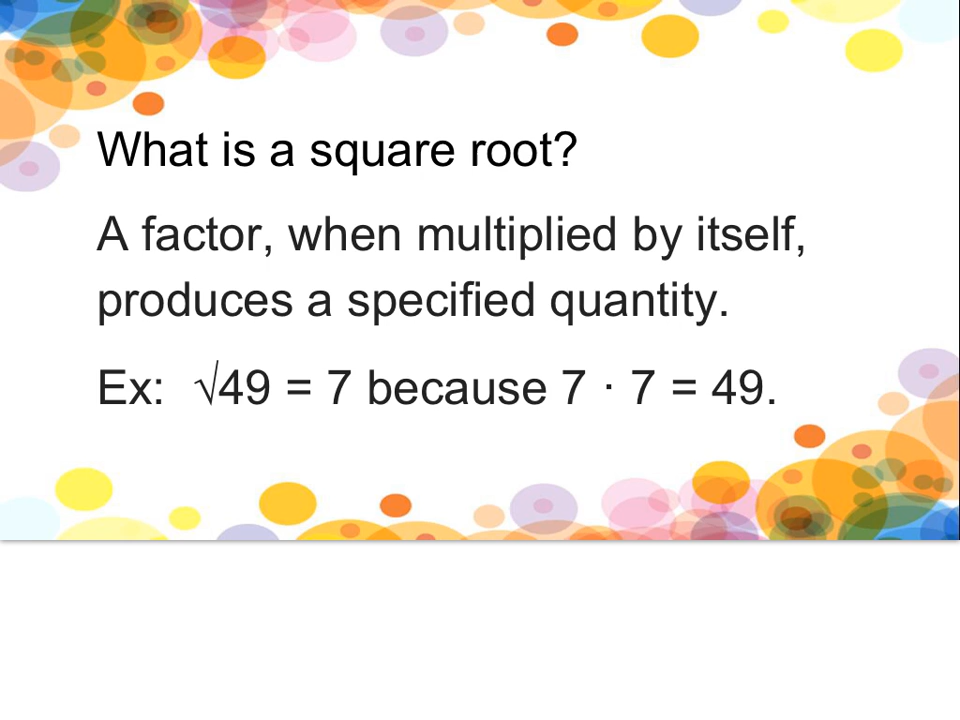 What is a square root?
A factor, when multiplied by itself,
produces a specified quantity.
Ex:  √49 = 7 because 7 · 7 = 49.